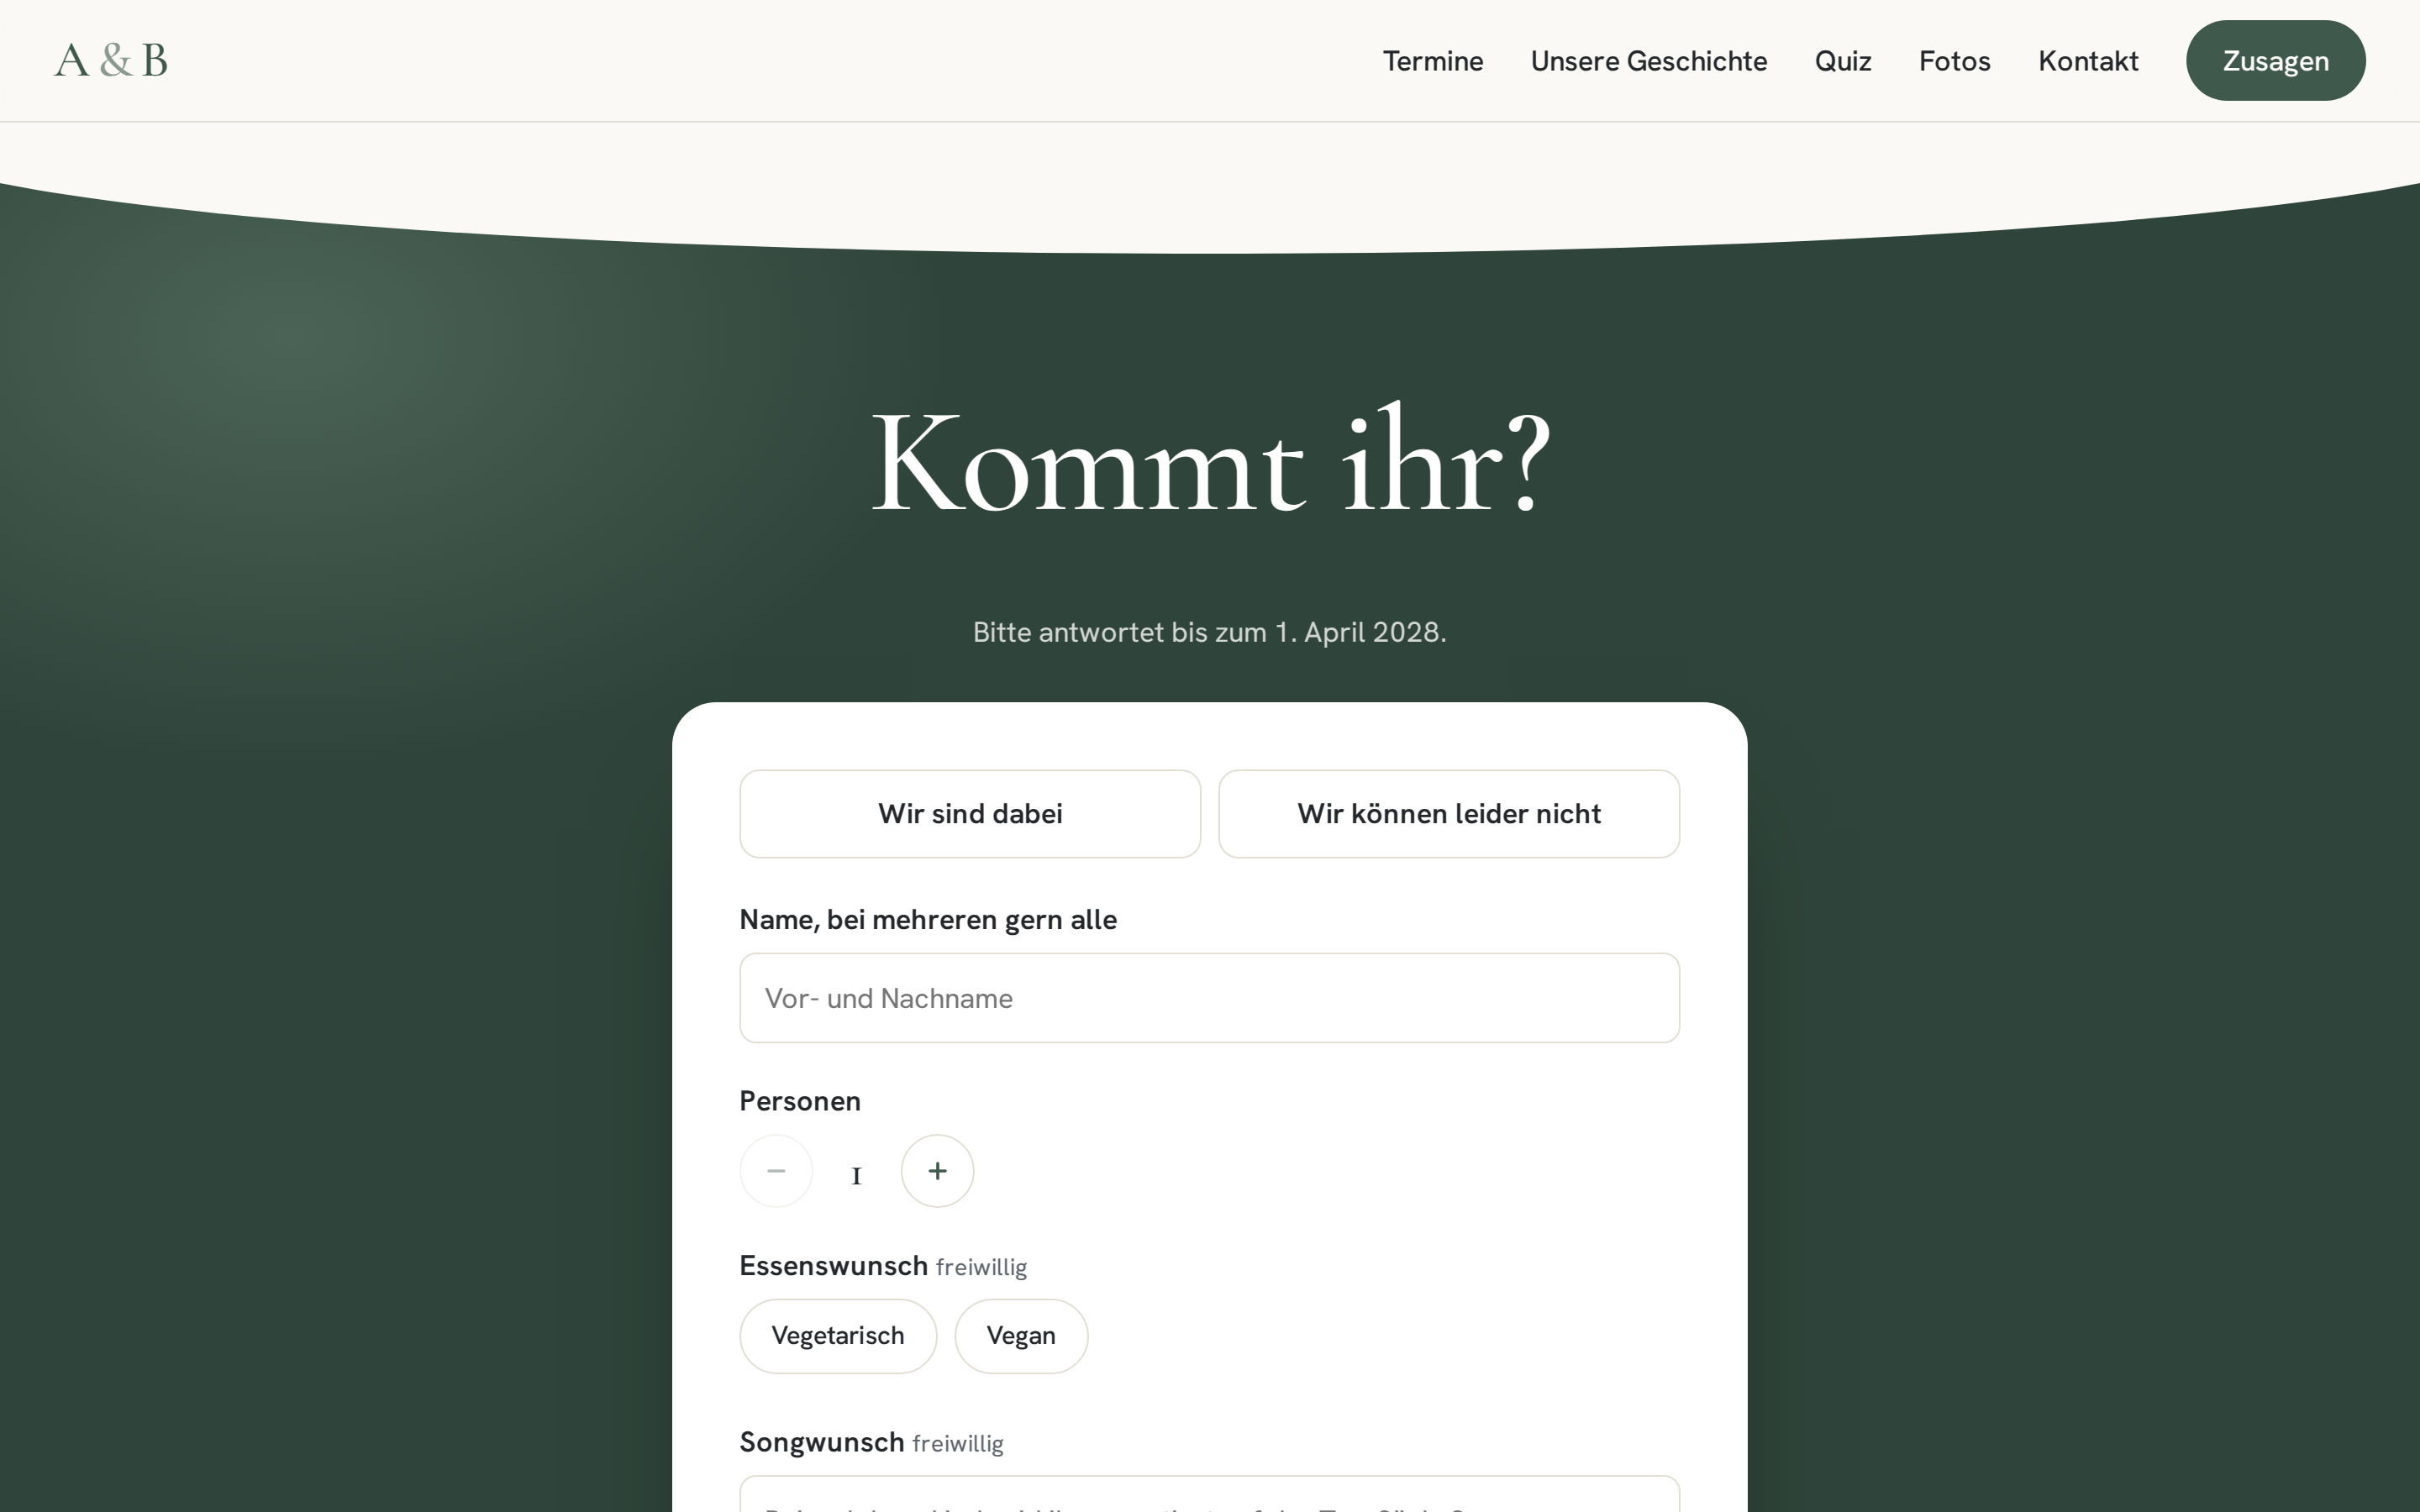 A & B
Termine Unsere Geschichte Quiz Fotos Kontakt Zusagen
Kommt ihr?
Bitte antwortet bis zum 1. April 2028.
Wir sind dabei Wir können leider nicht
Name, bei mehreren gern alle
Vor- und Nachname
Personen
− 1 +
Essenswunsch freiwillig
Vegetarisch Vegan
Songwunsch freiwillig